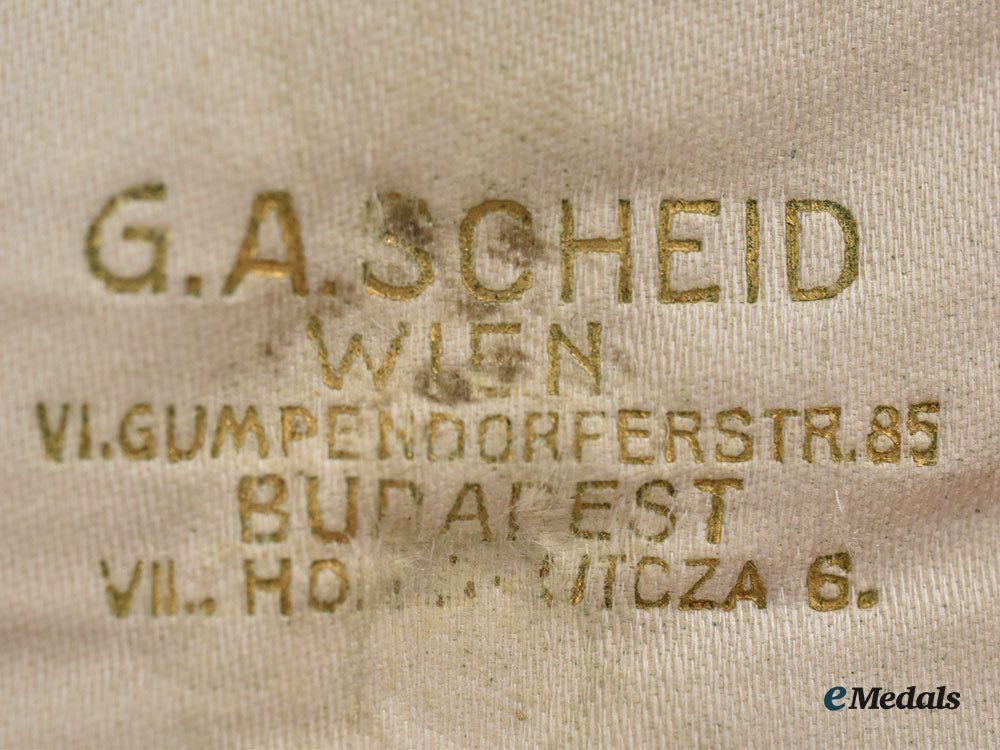 G.A.SCHEID
WIEN
VI.GUMPENDORFERSTR.85
BUDAPEST
VII., 6.
eMedals